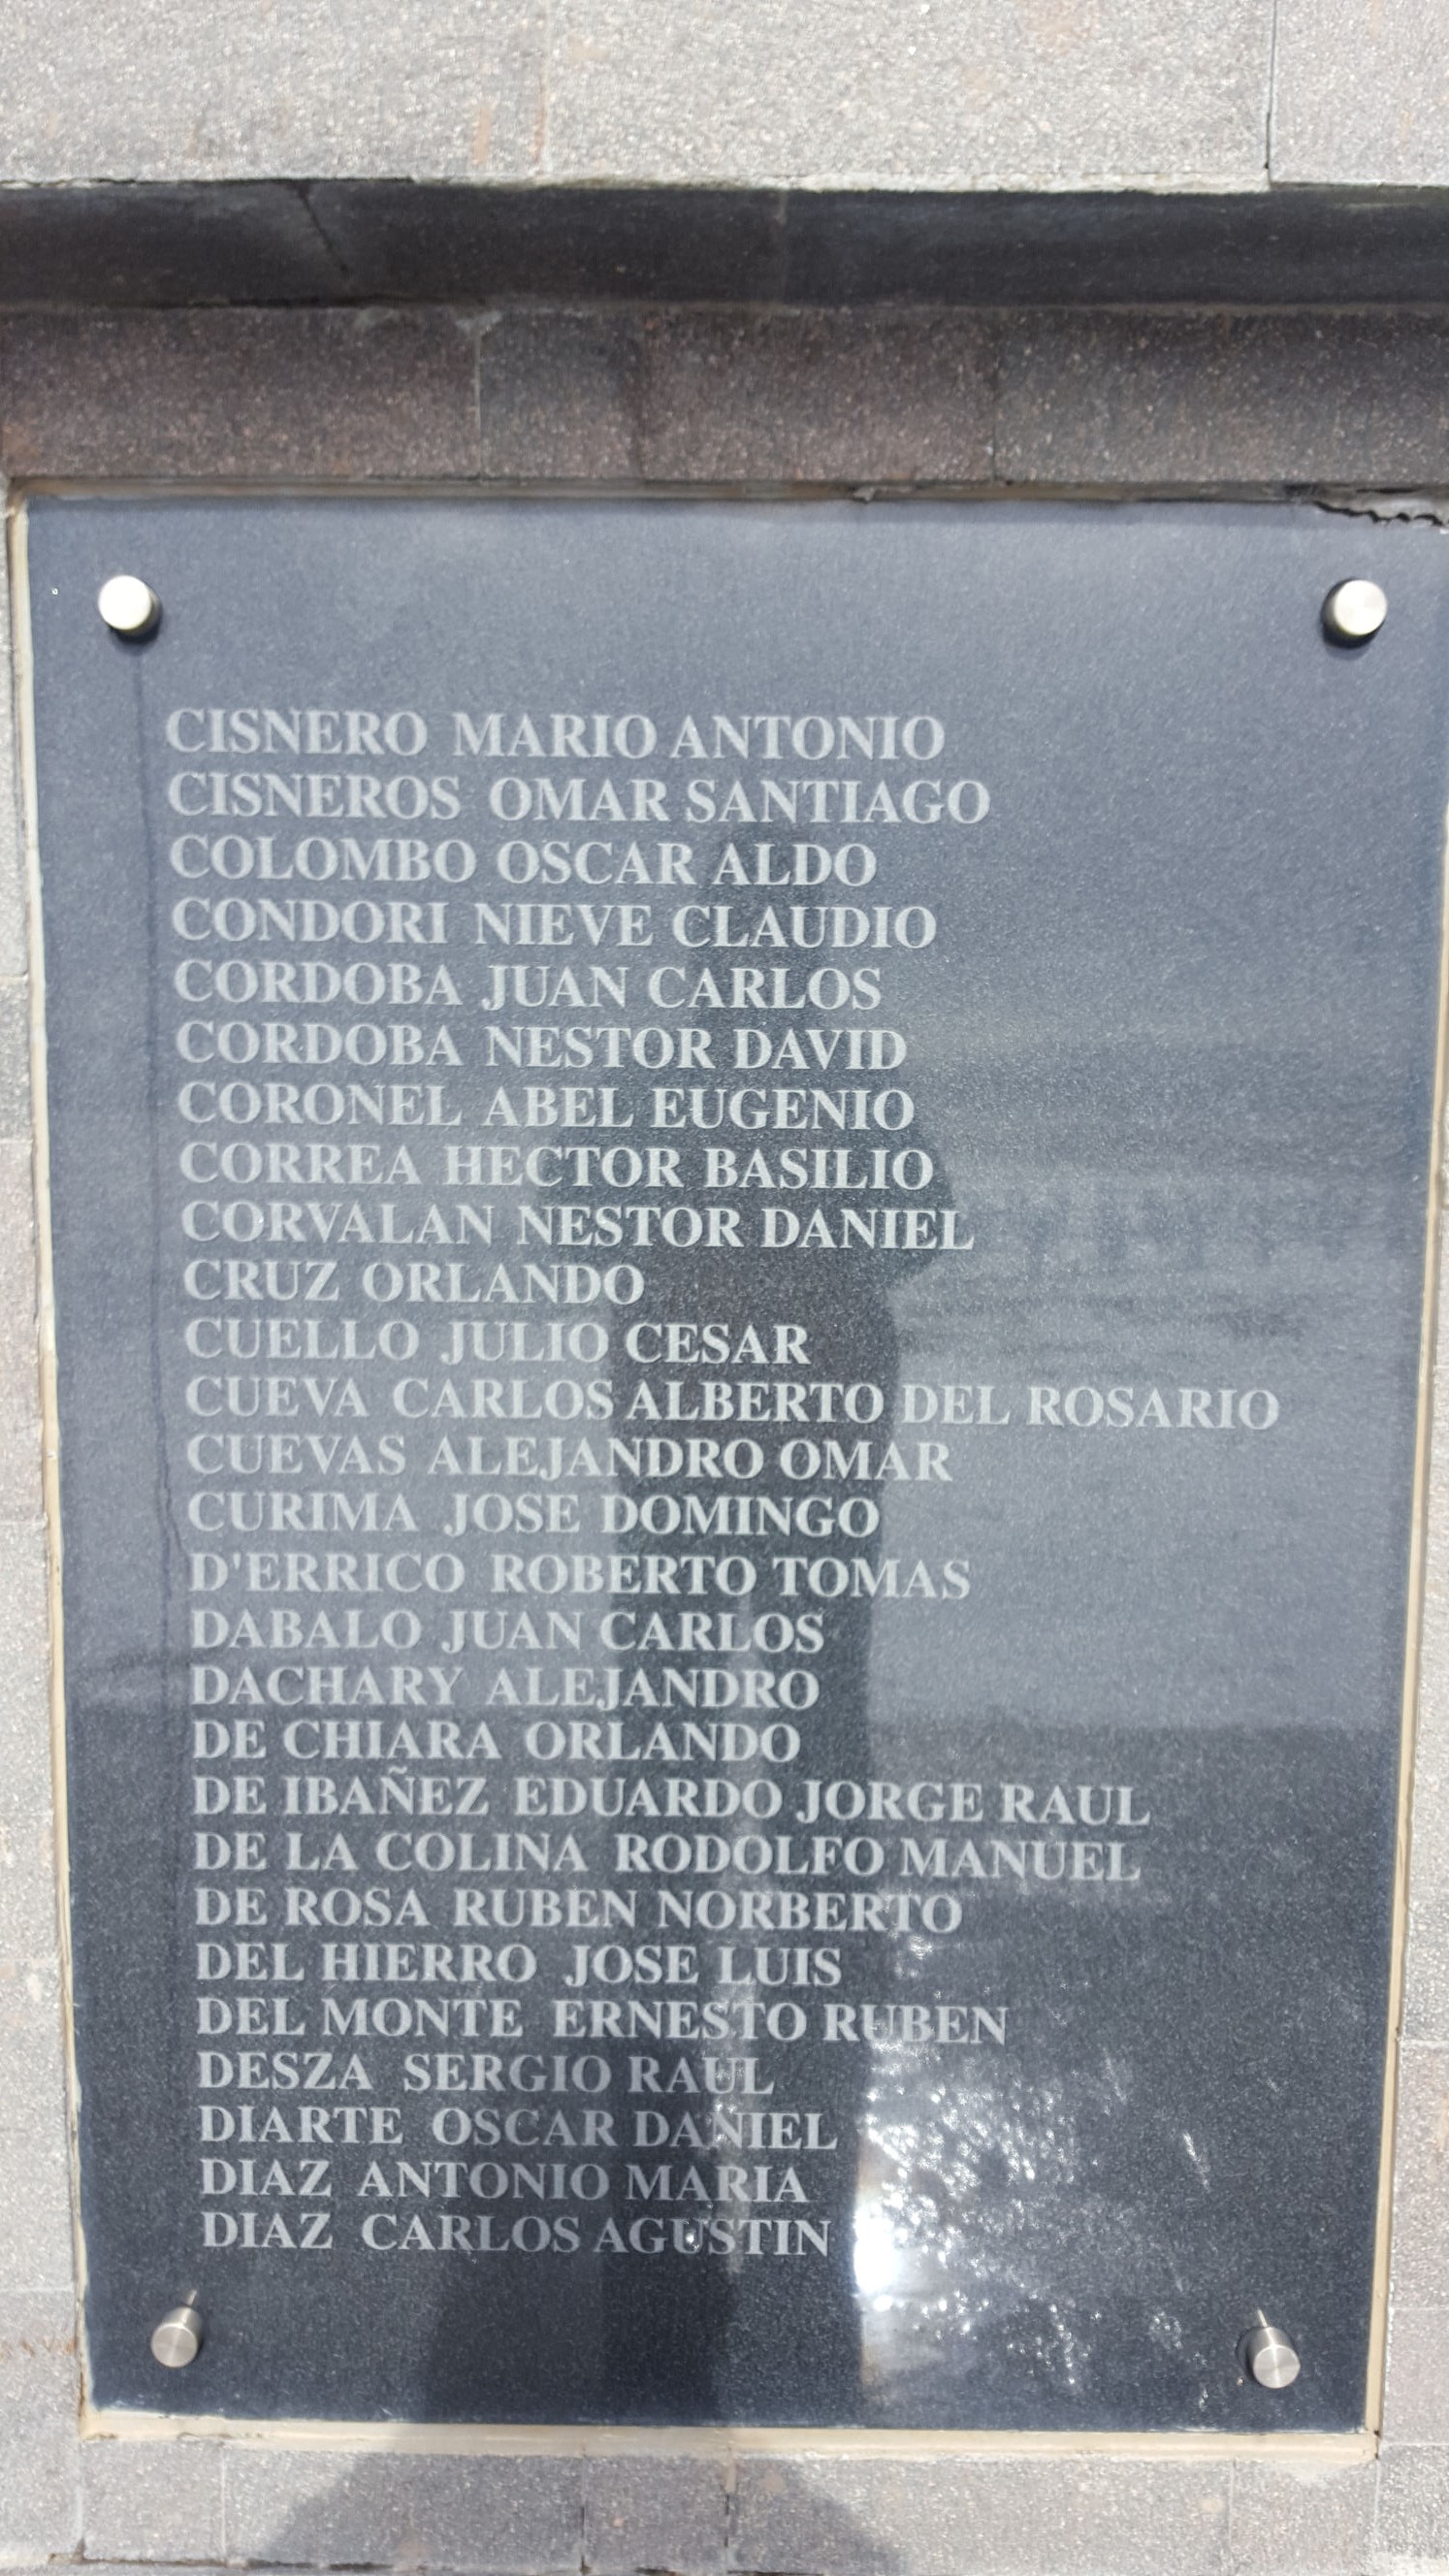 CISNERO MARIO ANTONIO
CISNEROS OMAR SANTIAGO
COLOMBO OSCAR ALDO
CONDORI NIEVE CLAUDIO
CORDOBA JUAN CARLOS
CORDOBA NESTOR DAVID
CORONEL ABEL EUGENIO
CORREA HECTOR BASILIO
CORVALAN NESTOR DANIEL
CRUZ ORLANDO
CUELLO JULIO CESAR
CUEVA CARLOS ALBERTO DEL ROSARIO
CUEVAS ALEJANDRO OMAR
CURIMA JOSE DOMINGO
D'ERRICO ROBERTO TOMAS
DABALO JUAN CARLOS
DACHARY ALEJANDRO
DE CHIARA ORLANDO
DE IBAÑEZ EDUARDO JORGE RAUL
DE LA COLINA RODOLFO MANUEL
DE ROSA RUBEN NORBERTO
DEL HIERRO JOSE LUIS
DEL MONTE ERNESTO RUBEN
DESZA SERGIO RAUL
DIARTE OSCAR DANIEL
DIAZ ANTONIO MARIA
DIAZ CARLOS AGUSTIN